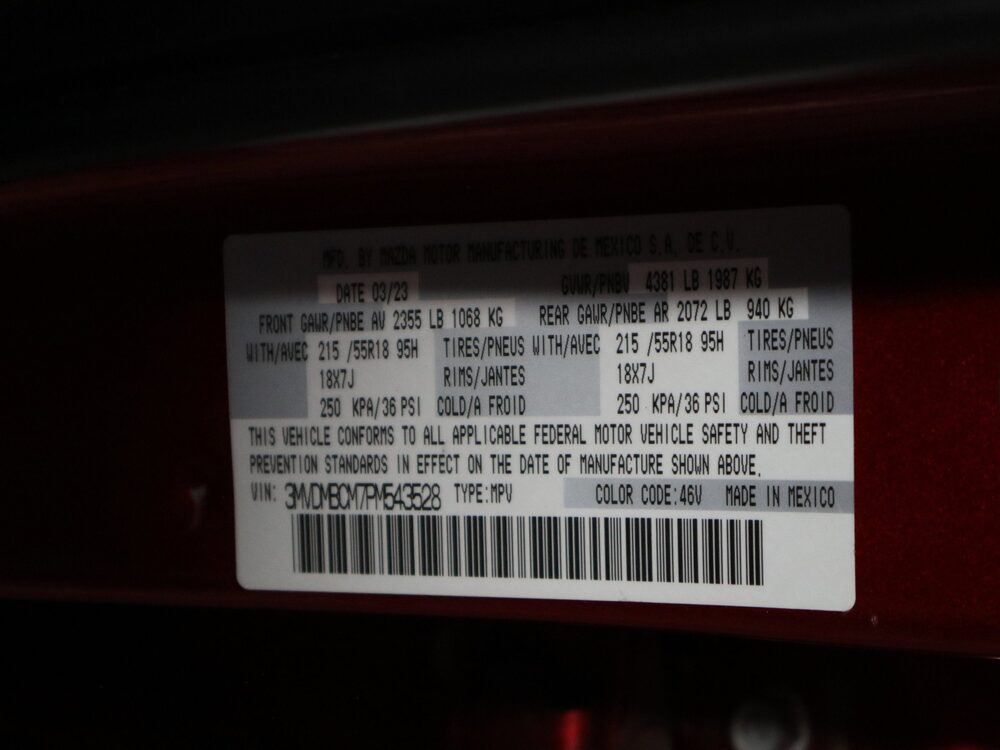 MFD. BY MAZDA MOTOR MANUFACTURING DE MEXICO S.A. DE C.V.
DATE 03/23 GVWR/PNBV 4381 LB 1987 KG
FRONT GAWR/PNBE AV 2355 LB 1068 KG REAR GAWR/PNBE AR 2072 LB 940 KG
WITH/AVEC 215 /55R18 95H TIRES/PNEUS WITH/AVEC 215 /55R18 95H TIRES/PNEUS
18X7J RIMS/JANTES 18X7J RIMS/JANTES
250 KPA/36 PSI COLD/A FROID 250 KPA/36 PSI COLD/A FROID
THIS VEHICLE CONFORMS TO ALL APPLICABLE FEDERAL MOTOR VEHICLE SAFETY AND THEFT
PREVENTION STANDARDS IN EFFECT ON THE DATE OF MANUFACTURE SHOWN ABOVE.
VIN: 3MVDMBCM7PM543528 TYPE:MPV COLOR CODE:46V MADE IN MEXICO